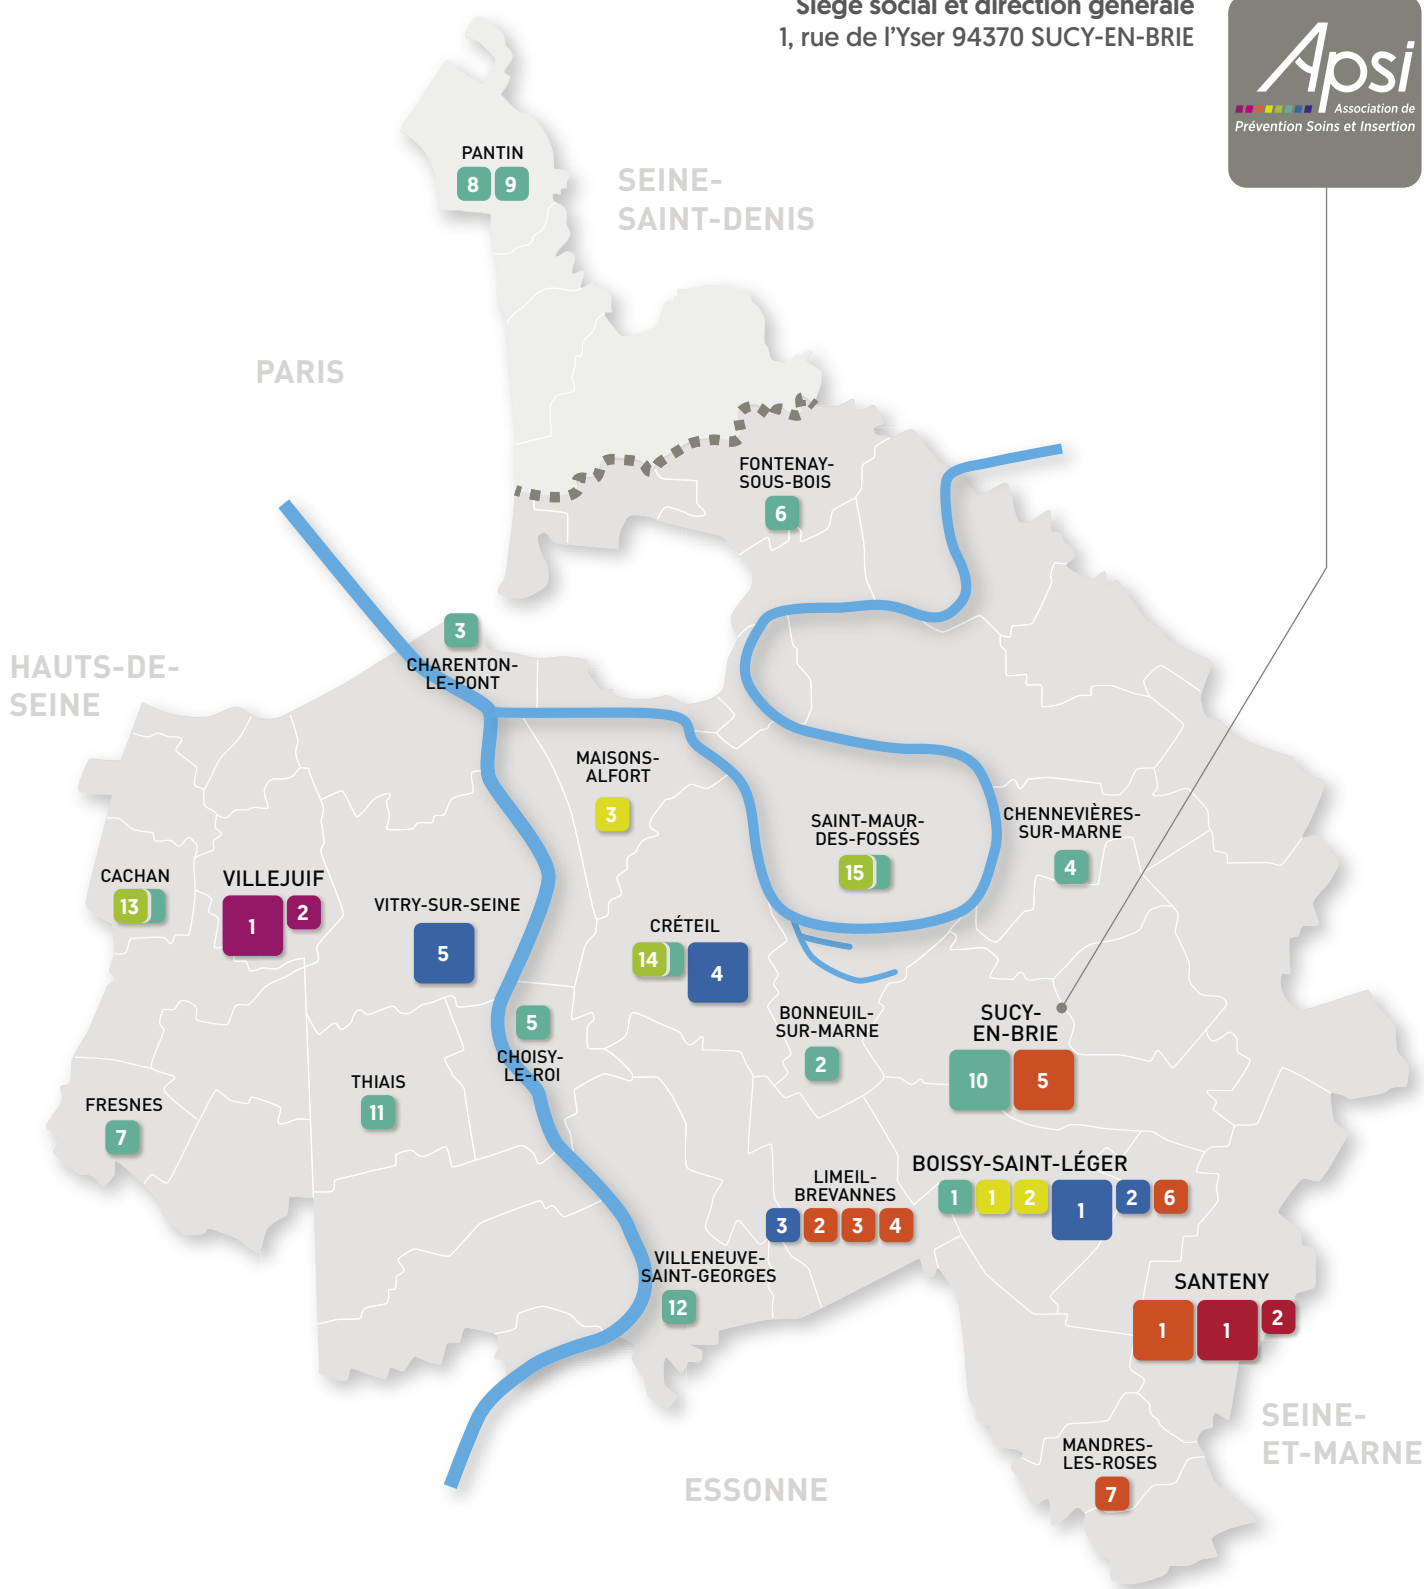 Siège social et direction générale
1, rue de l'Yser 94370 SUCY-EN-BRIE
Apsi
Association de
Prévention Soins et Insertion
PANTIN
8 9
SEINE-
SAINT-DENIS
PARIS
FONTENAY-
SOUS-BOIS
6
3
CHARENTON-
LE-PONT
HAUTS-DE-
SEINE
MAISONS-
ALFORT
3
SAINT-MAUR-
DES-FOSSÉS
15
CHENNEVIÈRES-
SUR-MARNE
4
CACHAN
13
VILLEJUIF
1 2
VITRY-SUR-SEINE
5
CRÉTEIL
14 4
BONNEUIL-
SUR-MARNE
2
SUCY-
EN-BRIE
10 5
5
CHOISY-
LE-ROI
THIAIS
11
FRESNES
7
LIMEIL-
BREVANNES
3 2 3 4
BOISSY-SAINT-LÉGER
1 1 2 1 2 6
VILLENEUVE-
SAINT-GEORGES
12
SANTENY
1 1 2
SEINE-
ET-MARNE
MANDRES-
LES-ROSES
7
ESSONNE